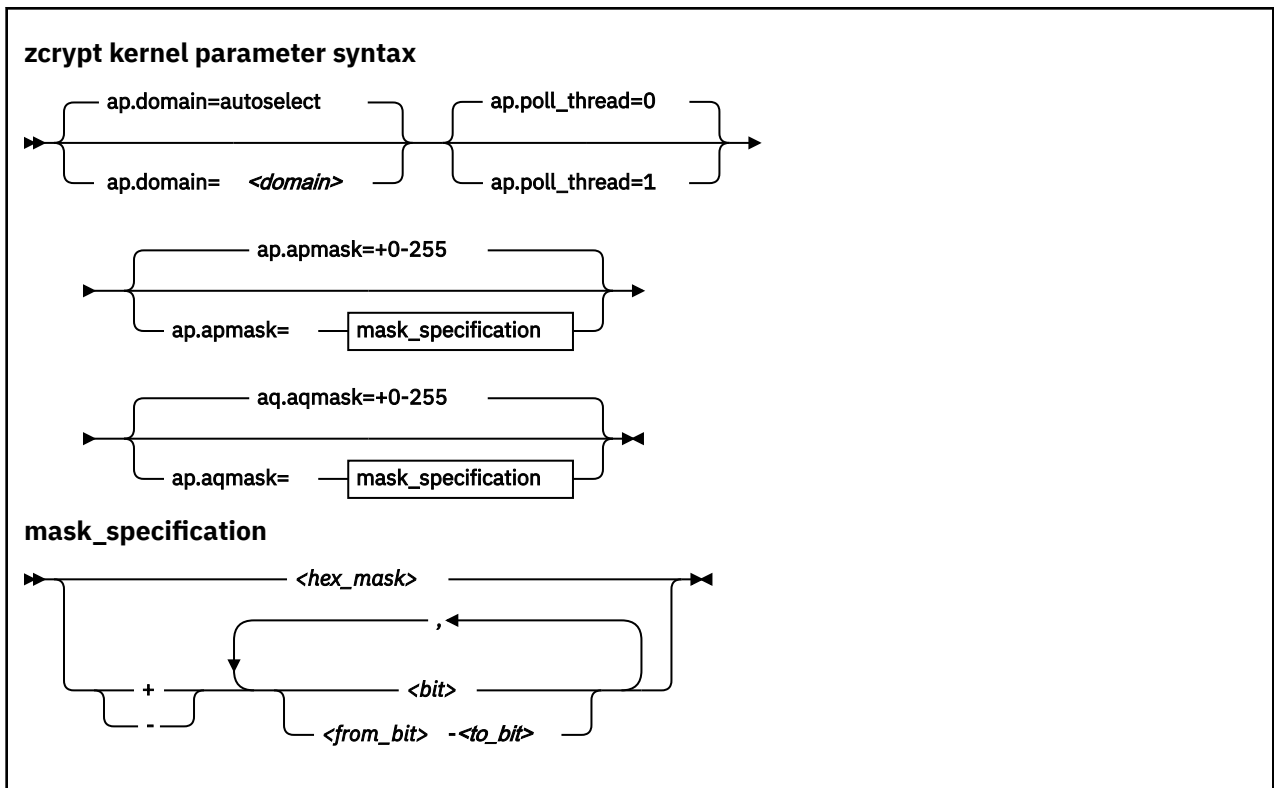 zcrypt kernel parameter syntax
ap.domain=autoselect ap.poll_thread=0
ap.domain= <domain> ap.poll_thread=1
ap.apmask=+0-255
ap.apmask= mask_specification
aq.aqmask=+0-255
ap.aqmask= mask_specification
mask_specification
<hex_mask>
,
+ <bit>
- <from_bit> -<to_bit>